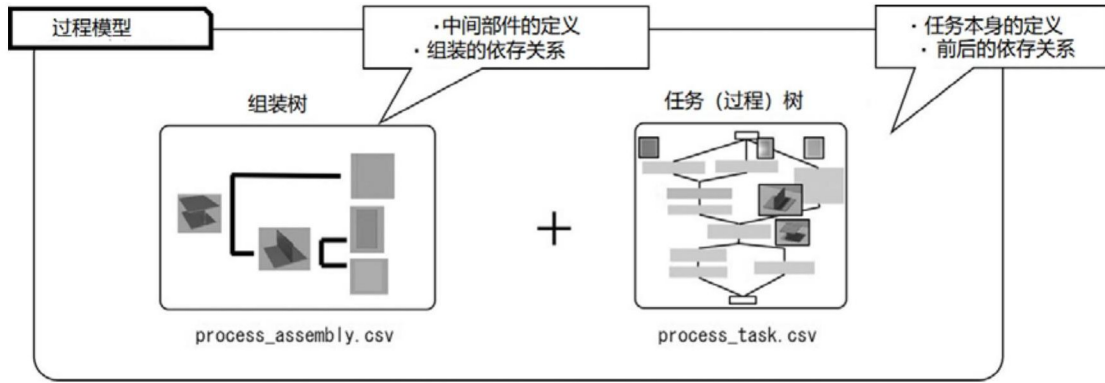 过程模型
·中间部件的定义
·组装的依存关系
·任务本身的定义
·前后的依存关系
组装树
任务（过程）树
+
process_assembly.csv
process_task.csv